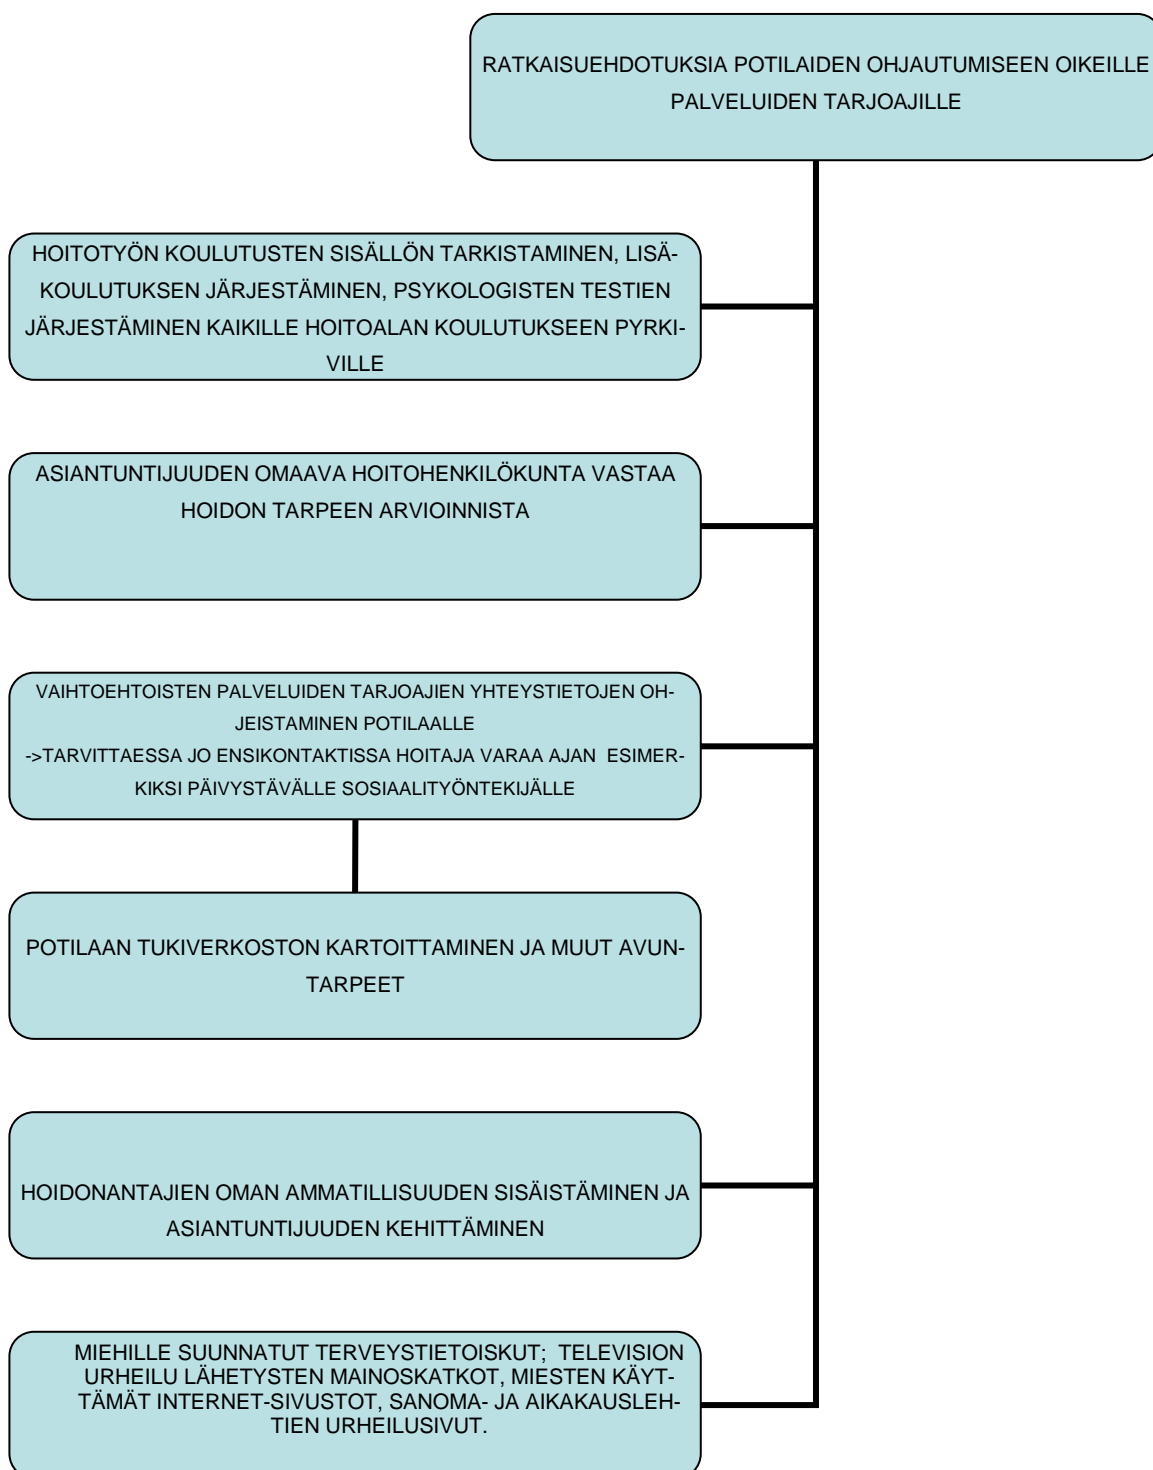 RATKAISUEHDOTUKSIA POTILAIDEN OHJAUTUMISEEN OIKEILLE
PALVELUIDEN TARJOAJILLE
HOITOTYÖN KOULUTUSTEN SISÄLLÖN TARKISTAMINEN, LISÄ-
KOULUTUKSEN JÄRJESTÄMINEN, PSYKOLOGISTEN TESTIEN
JÄRJESTÄMINEN KAIKILLE HOITOALAN KOULUTUKSEEN PYRKI-
VILLE
ASIANTUNTIJUUDEN OMAAVA HOITOHENKILÖKUNTA VASTAA
HOIDON TARPEEN ARVIOINNISTA
VAIHTOEHTOISTEN PALVELUIDEN TARJOAJIEN YHTEYSTIETOJEN OH-
JEISTAMINEN POTILAALLE
->TARVITTAESSA JO ENSIKONTAKTISSA HOITAJA VARAA AJAN ESIMER-
KIKSI PÄIVYSTÄVÄLLE SOSIAALITYÖNTEKIJÄLLE
POTILAAN TUKIVERKOSTON KARTOITTAMINEN JA MUUT AVUN-
TARPEET
HOIDONANTAJIEN OMAN AMMATILLISUUDEN SISÄISTÄMINEN JA
ASIANTUNTIJUUDEN KEHITTÄMINEN
MIEHILLE SUUNNATUT TERVEYSTIETOISKUT; TELEVISION
URHEILU LÄHETYSTEN MAINOSKATKOT, MIESTEN KÄYT-
TÄMÄT INTERNET-SIVUSTOT, SANOMA- JA AIKAKAUSLEH-
TIEN URHEILUSIVUT.